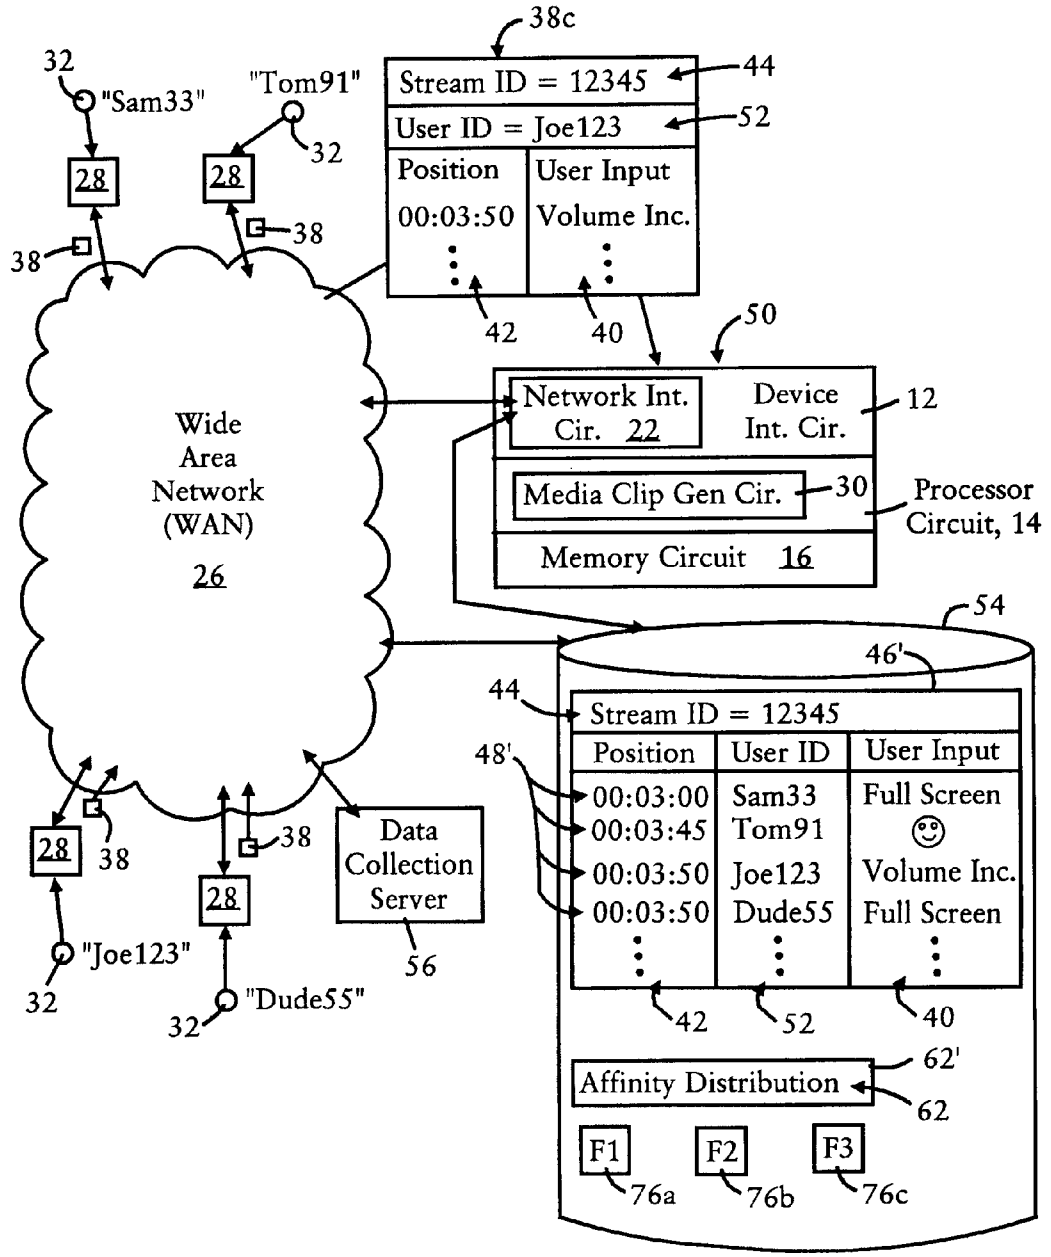 38c
32
"Sam33"
"Tom91"
32
28
28
38
38
Stream ID = 12345
44
User ID = Joe123
52
Position
User Input
00:03:50
Volume Inc.
42
40
50
Network Int.
Cir. 22
Device
Int. Cir.
12
Media Clip Gen Cir.
30
Processor
Circuit, 14
Memory Circuit 16
Wide
Area
Network
(WAN)
26
54
46'
44
Stream ID = 12345
Position
User ID
User Input
48'
00:03:00
Sam33
Full Screen
00:03:45
Tom91
00:03:50
Joe123
Volume Inc.
00:03:50
Dude55
Full Screen
42
52
40
28
38
"Joe123"
32
38
28
"Dude55"
32
Data
Collection
Server
56
Affinity Distribution
62'
62
F1
F2
F3
76a
76b
76c